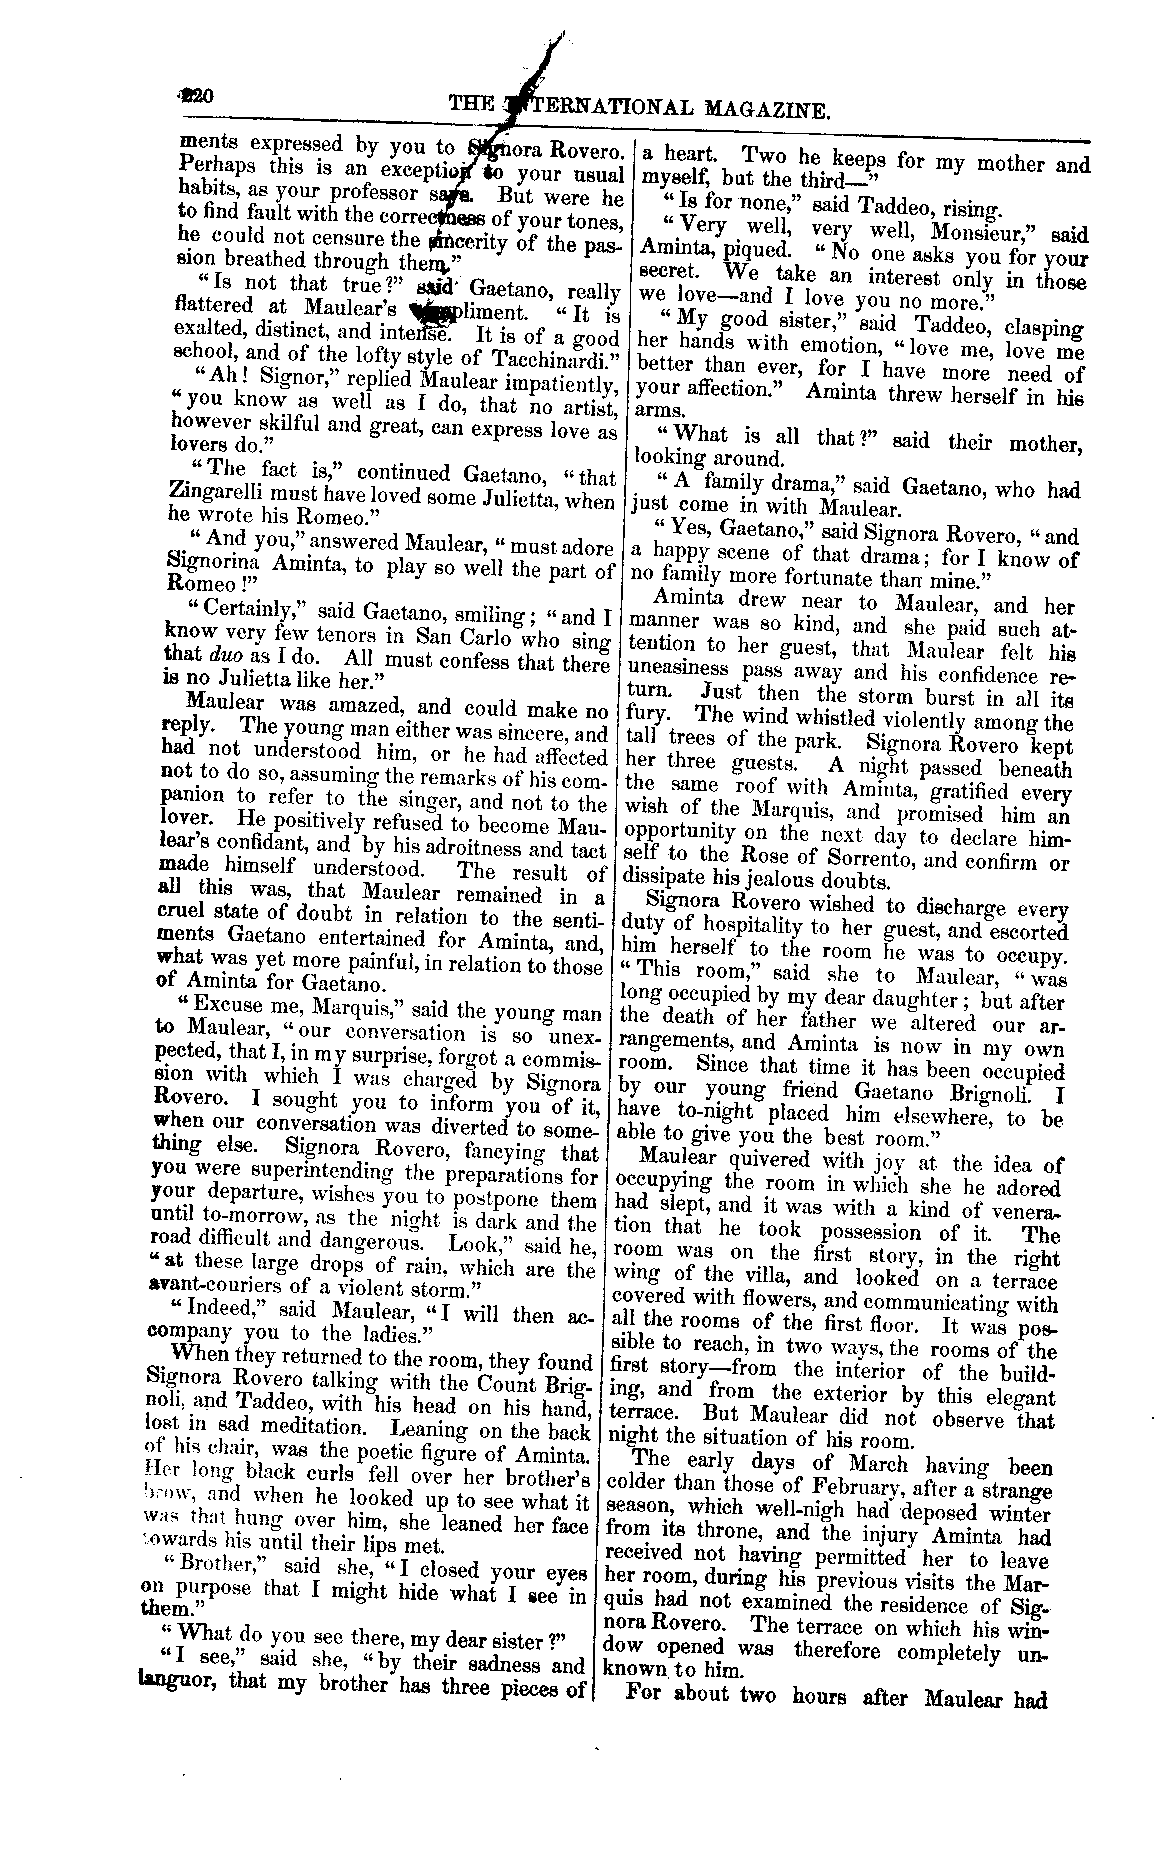 220
THE INTERNATIONAL MAGAZINE.
ments expressed by you to Signora Rovero.
Perhaps this is an exception to your usual
habits, as your professor says. But were he
to find fault with the correctness of your tones,
he could not censure the sincerity of the pas-
sion breathed through them."
"Is not that true?" said Gaetano, really
flattered at Maulear's compliment. "It is
exalted, distinct, and intense. It is of a good
school, and of the lofty style of Tacchinardi."
"Ah! Signor," replied Maulear impatiently,
"you know as well as I do, that no artist,
however skilful and great, can express love as
lovers do."
"The fact is," continued Gaetano, "that
Zingarelli must have loved some Julietta, when
he wrote his Romeo."
"And you," answered Maulear, "must adore
Signorina Aminta, to play so well the part of
Romeo!"
"Certainly," said Gaetano, smiling; "and I
know very few tenors in San Carlo who sing
that duo as I do. All must confess that there
is no Julietta like her."
Maulear was amazed, and could make no
reply. The young man either was sincere, and
had not understood him, or he had affected
not to do so, assuming the remarks of his com-
panion to refer to the singer, and not to the
lover. He positively refused to become Mau-
lear's confidant, and by his adroitness and tact
made himself understood. The result of
all this was, that Maulear remained in a
cruel state of doubt in relation to the senti-
ments Gaetano entertained for Aminta, and,
what was yet more painful, in relation to those
of Aminta for Gaetano.
"Excuse me, Marquis," said the young man
to Maulear, "our conversation is so unex-
pected, that I, in my surprise, forgot a commis-
sion with which I was charged by Signora
Rovero. I sought you to inform you of it,
when our conversation was diverted to some-
thing else. Signora Rovero, fancying that
you were superintending the preparations for
your departure, wishes you to postpone them
until to-morrow, as the night is dark and the
road difficult and dangerous. Look," said he,
"at these large drops of rain, which are the
avant-couriers of a violent storm."
"Indeed," said Maulear, "I will then ac-
company you to the ladies."
When they returned to the room, they found
Signora Rovero talking with the Count Brig-
noli, and Taddeo, with his head on his hand,
lost in sad meditation. Leaning on the back
of his chair, was the poetic figure of Aminta.
Her long black curls fell over her brother's
brow, and when he looked up to see what it
was that hung over him, she leaned her face
towards his until their lips met.
"Brother," said she, "I closed your eyes
on purpose that I might hide what I see in
them."
"What do you see there, my dear sister?"
"I see," said she, "by their sadness and
languor, that my brother has three pieces of
a heart. Two he keeps for my mother and
myself, but the third—"
"Is for none," said Taddeo, rising.
"Very well, very well, Monsieur," said
Aminta, piqued. "No one asks you for your
secret. We take an interest only in those
we love—and I love you no more."
"My good sister," said Taddeo, clasping
her hands with emotion, "love me, love me
better than ever, for I have more need of
your affection." Aminta threw herself in his
arms.
"What is all that?" said their mother,
looking around.
"A family drama," said Gaetano, who had
just come in with Maulear.
"Yes, Gaetano," said Signora Rovero, "and
a happy scene of that drama; for I know of
no family more fortunate than mine."
Aminta drew near to Maulear, and her
manner was so kind, and she paid such at-
tention to her guest, that Maulear felt his
uneasiness pass away and his confidence re-
turn. Just then the storm burst in all its
fury. The wind whistled violently among the
tall trees of the park. Signora Rovero kept
her three guests. A night passed beneath
the same roof with Aminta, gratified every
wish of the Marquis, and promised him an
opportunity on the next day to declare him-
self to the Rose of Sorrento, and confirm or
dissipate his jealous doubts.
Signora Rovero wished to discharge every
duty of hospitality to her guest, and escorted
him herself to the room he was to occupy.
"This room," said she to Maulear, "was
long occupied by my dear daughter; but after
the death of her father we altered our ar-
rangements, and Aminta is now in my own
room. Since that time it has been occupied
by our young friend Gaetano Brignoli. I
have to-night placed him elsewhere, to be
able to give you the best room."
Maulear quivered with joy at the idea of
occupying the room in which she he adored
had slept, and it was with a kind of venera-
tion that he took possession of it. The
room was on the first story, in the right
wing of the villa, and looked on a terrace
covered with flowers, and communicating with
all the rooms of the first floor. It was pos-
sible to reach, in two ways, the rooms of the
first story—from the interior of the build-
ing, and from the exterior by this elegant
terrace. But Maulear did not observe that
night the situation of his room.
The early days of March having been
colder than those of February, after a strange
season, which well-nigh had deposed winter
from its throne, and the injury Aminta had
received not having permitted her to leave
her room, during his previous visits the Mar-
quis had not examined the residence of Sig-
nora Rovero. The terrace on which his win-
dow opened was therefore completely un-
known to him.
For about two hours after Maulear had